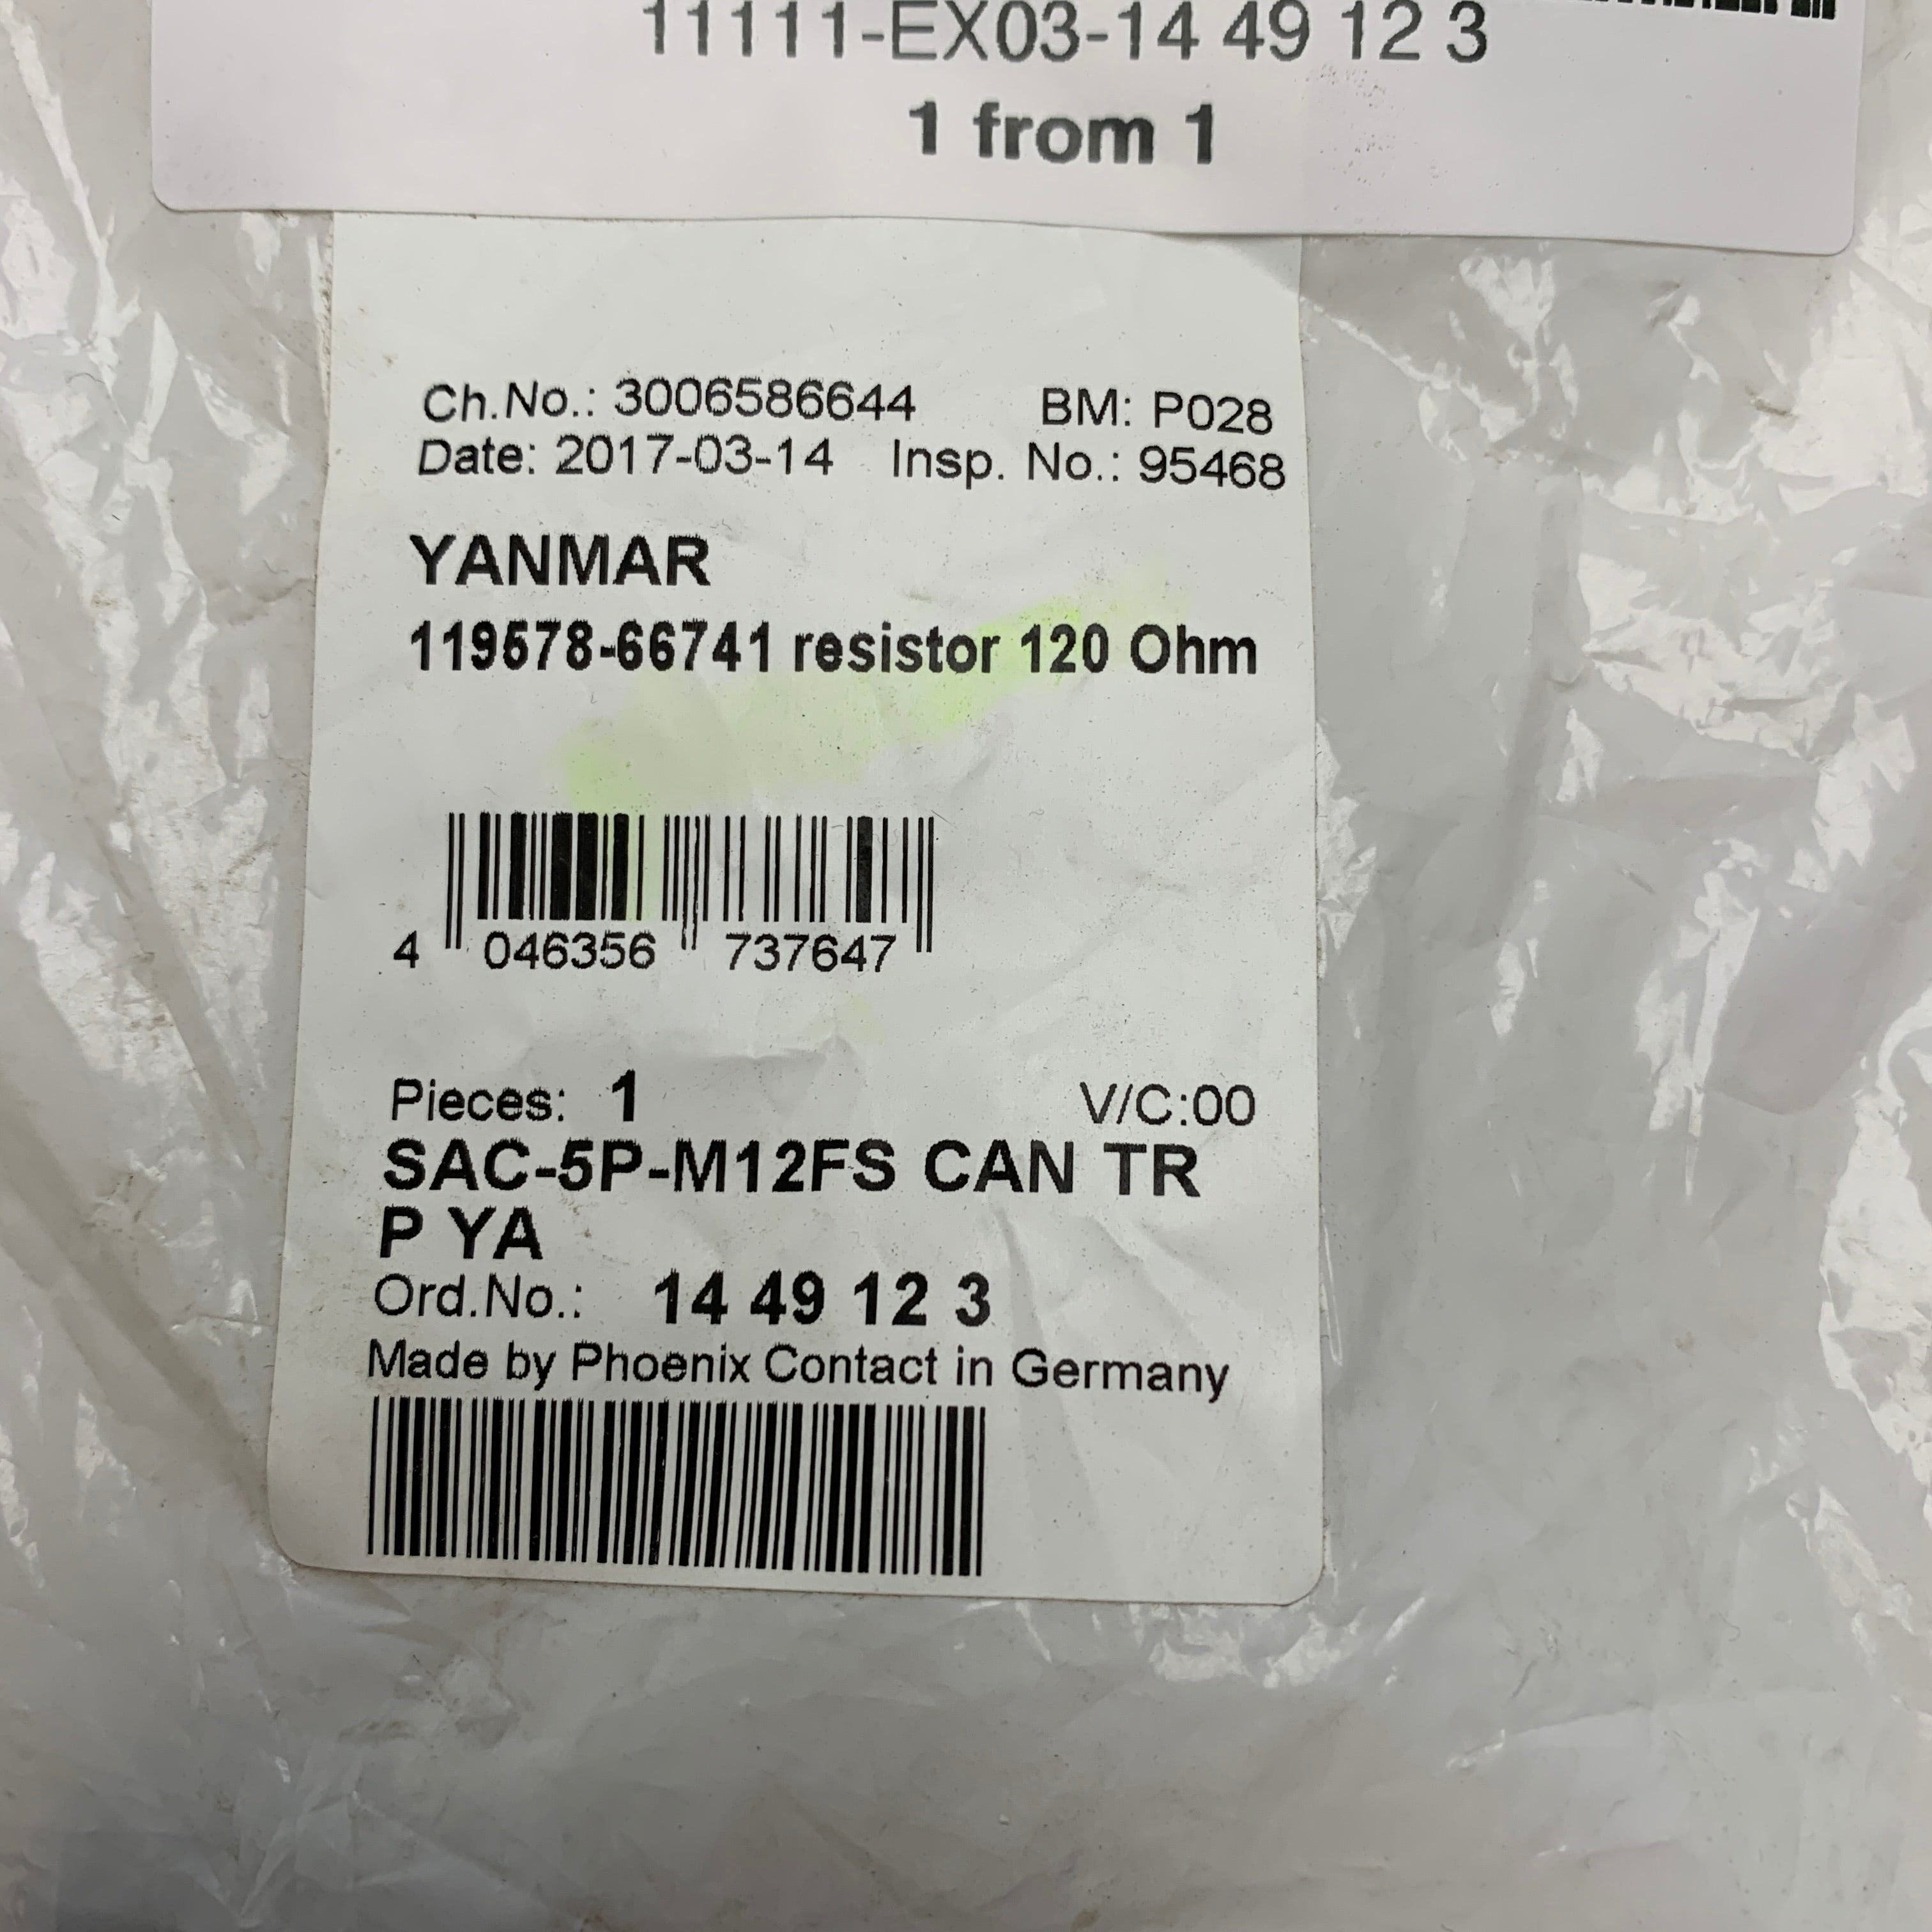 11111-EX03-14 49 12 3
1 from 1
Ch.No.: 3006586644 BM: P028
Date: 2017-03-14 Insp. No.: 95468
YANMAR
119578-66741 resistor 120 Ohm
4 046356 737647
Pieces: 1 V/C:00
SAC-5P-M12FS CAN TR
P YA
Ord.No.: 14 49 12 3
Made by Phoenix Contact in Germany